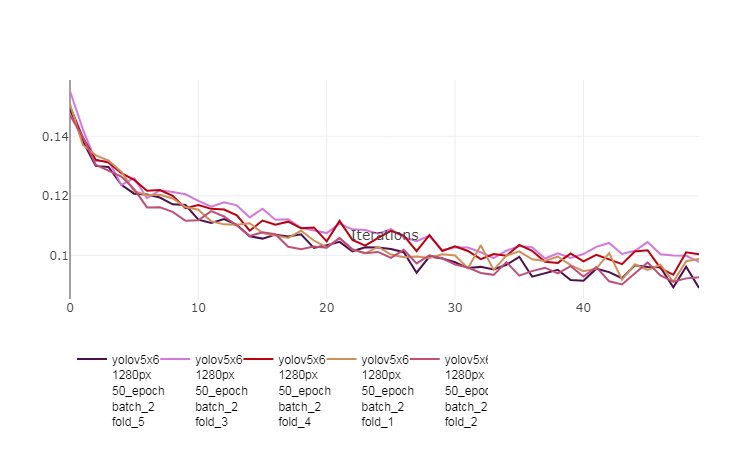 0.14
0.12
Iterations
0.1
0 10 20 30 40
yolov5x6 yolov5x6 yolov5x6 yolov5x6 yolov5x6
1280px 1280px 1280px 1280px 1280px
50_epoch 50_epoch 50_epoch 50_epoch 50_epoc
batch_2 batch_2 batch_2 batch_2 batch_2
fold_5 fold_3 fold_4 fold_1 fold_2